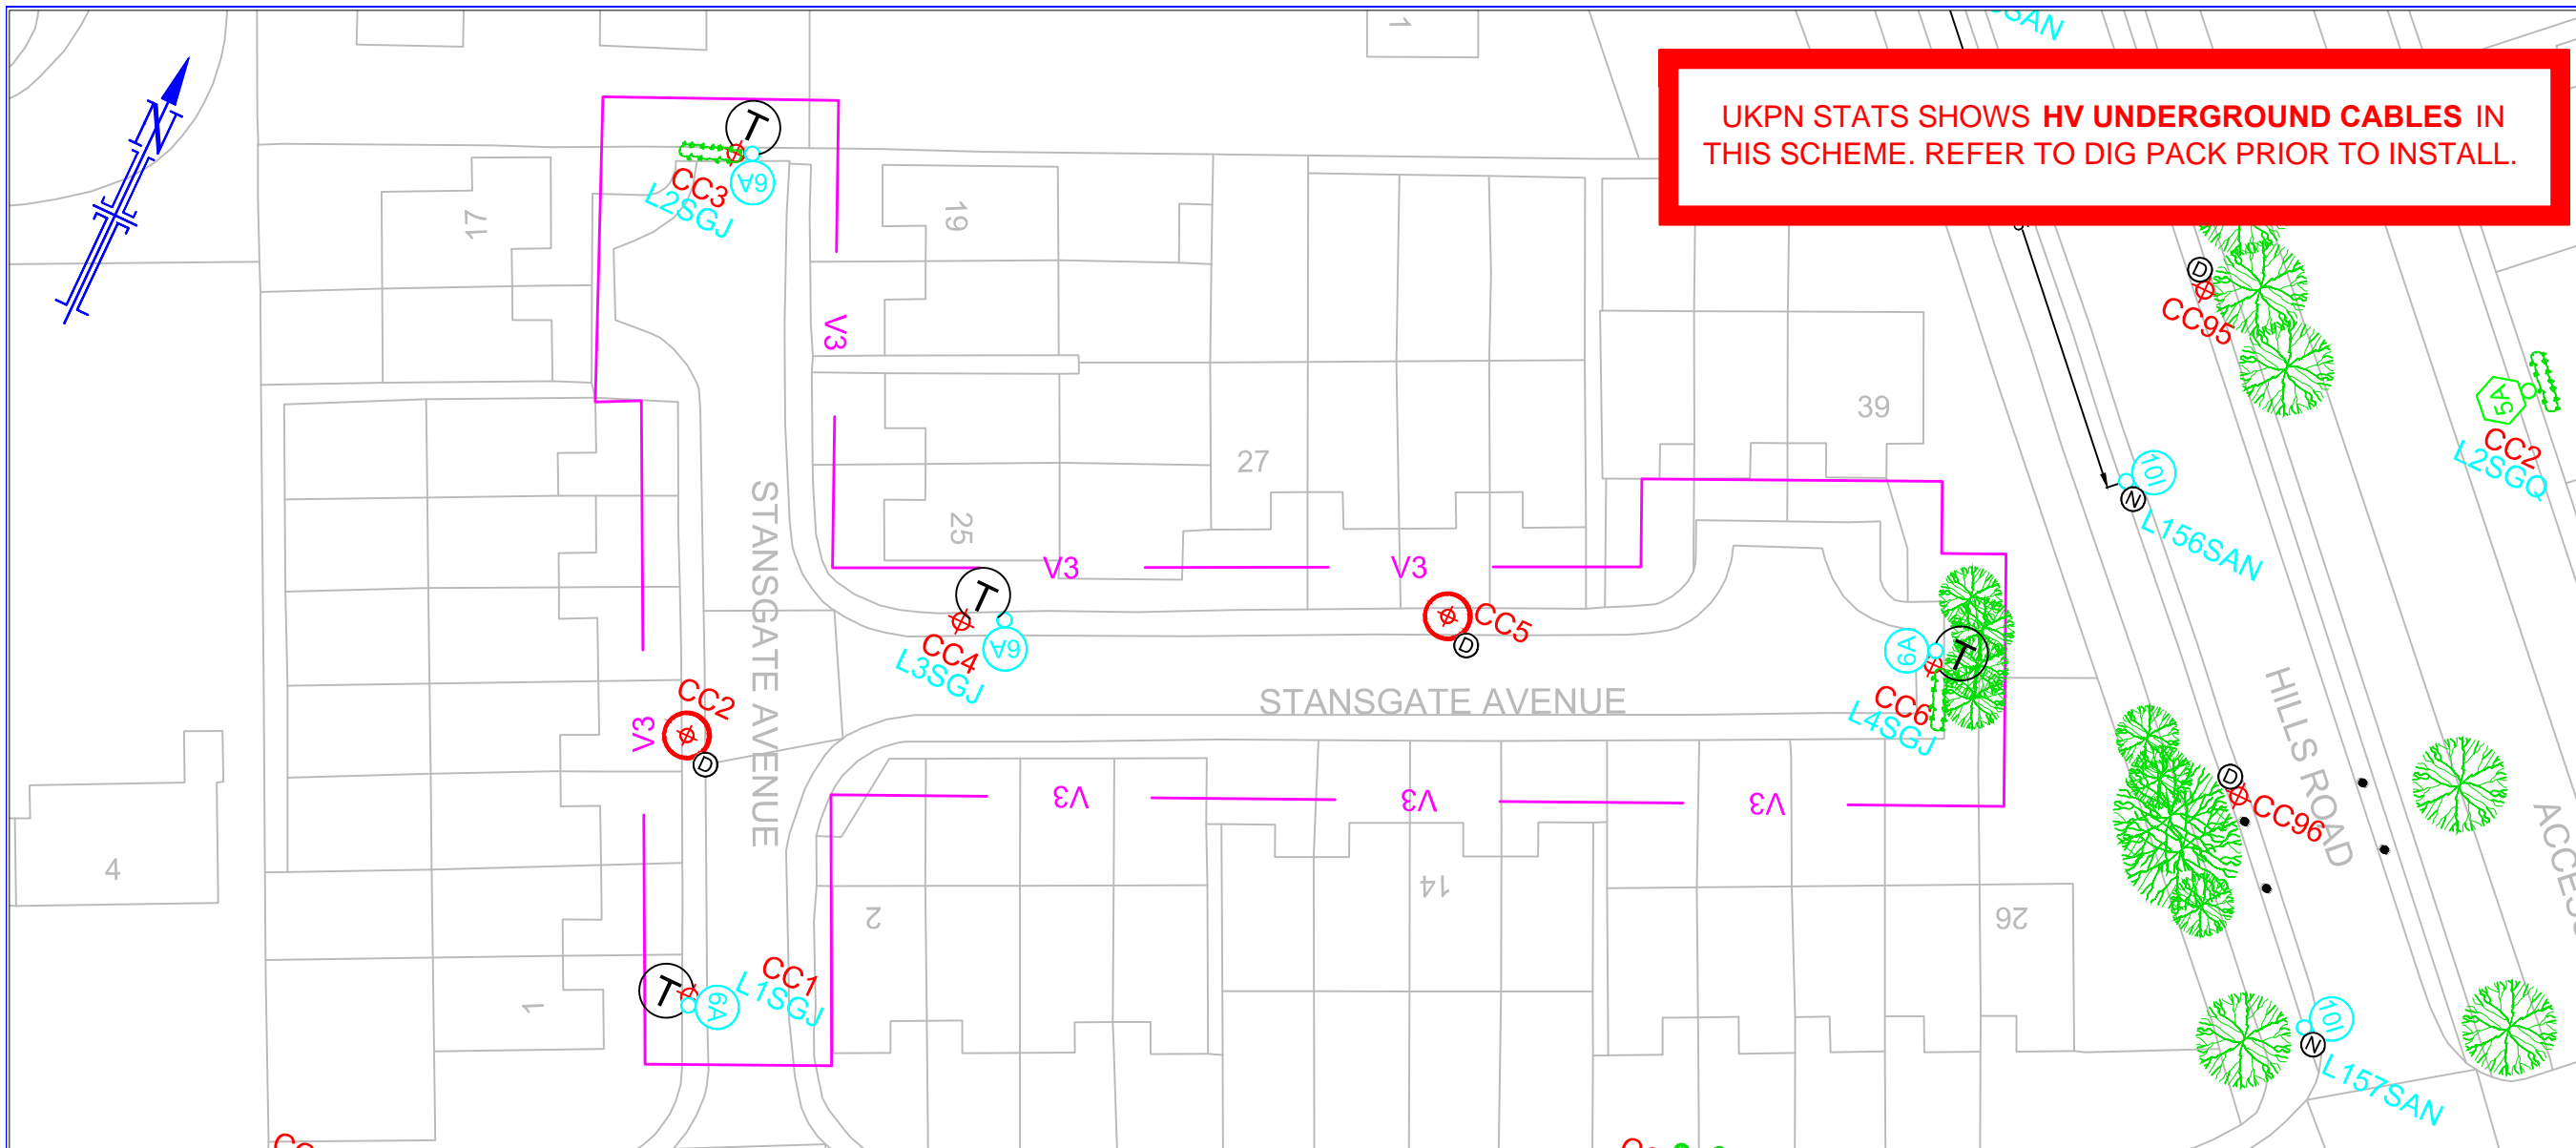 UKPN STATS SHOWS HV UNDERGROUND CABLES IN
THIS SCHEME. REFER TO DIG PACK PRIOR TO INSTALL.
N
1
T
CC3
6A
L2SGJ
17
19
V3
CC95
5A
CC2
L2SGQ
D
39
27
10I
N
L156SAN
25
STANSGATE AVENUE
V3
V3
T
CC4
6A
L3SGJ
CC5
D
T
6A
CC6
L4SGJ
STANSGATE AVENUE
HILLS ROAD
CC2
V3
D
V3
V3
V3
D
CC96
4
2
14
26
CC1
L1SGJ
T
6A
1
10I
N
L157SAN